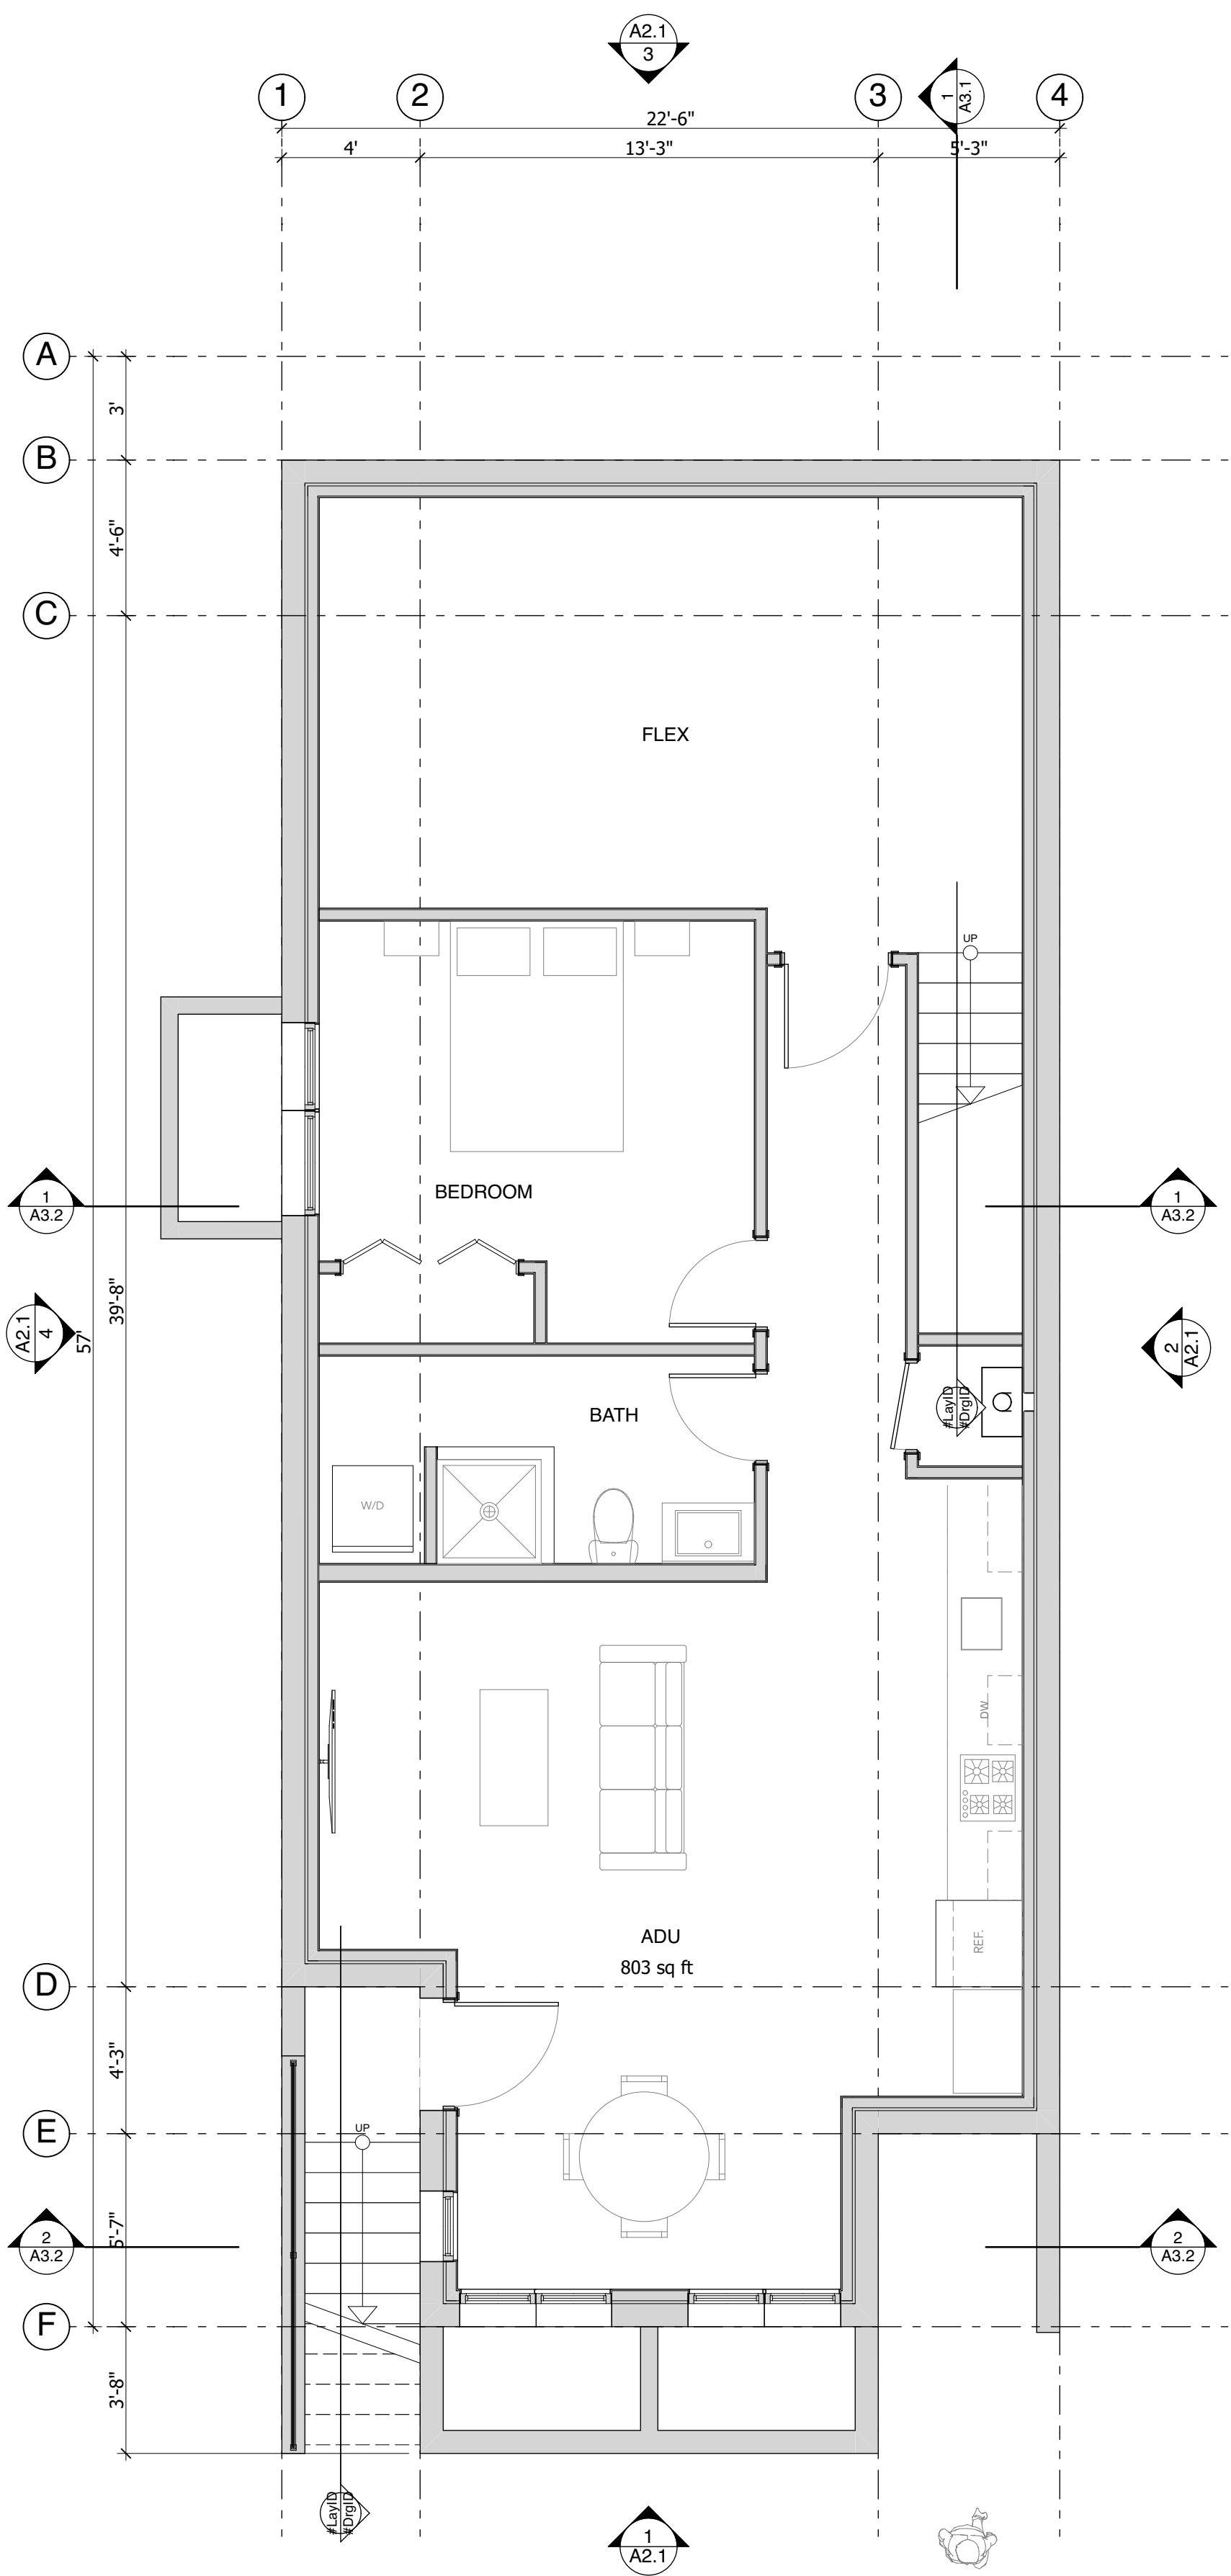 A2.1
3
1
2
3
1
A3.1
4
22'-6"
4'
13'-3"
5'-3"
A
3'
B
4'-6"
C
FLEX
UP
BEDROOM
1
A3.2
1
A3.2
39'-8"
A2.1
4
57'
2
A2.1
BATH
#LayID
#DrgID
W/D
DW
REF.
ADU
803 sq ft
D
4'-3"
E
UP
5'-7"
2
A3.2
2
A3.2
F
3'-8"
#LayID
#DrgID
1
A2.1